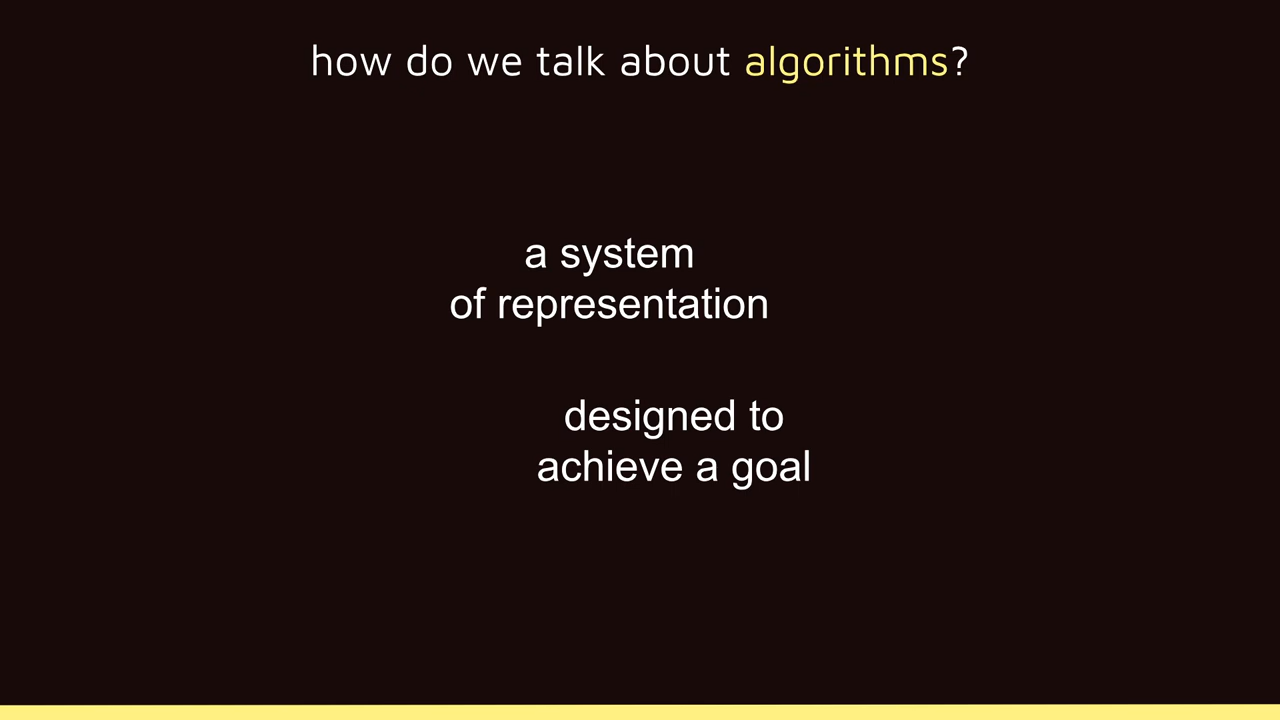 how do we talk about algorithms?
a system
of representation
designed to
achieve a goal